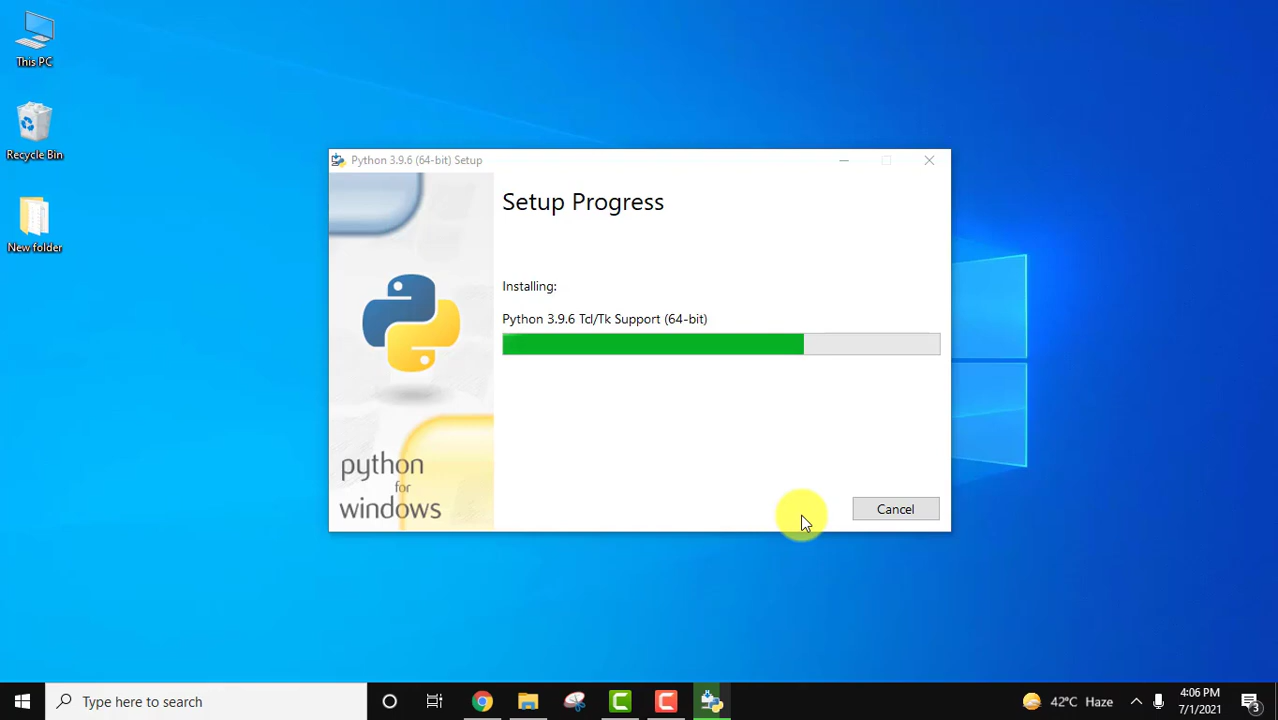 This PC
Recycle Bin
New folder
Python 3.9.6 (64-bit) Setup
Setup Progress
Installing:
Python 3.9.6 Tcl/Tk Support (64-bit)
python
for
windows
Cancel
Type here to search
42°C Haze
4:06 PM
7/1/2021
3